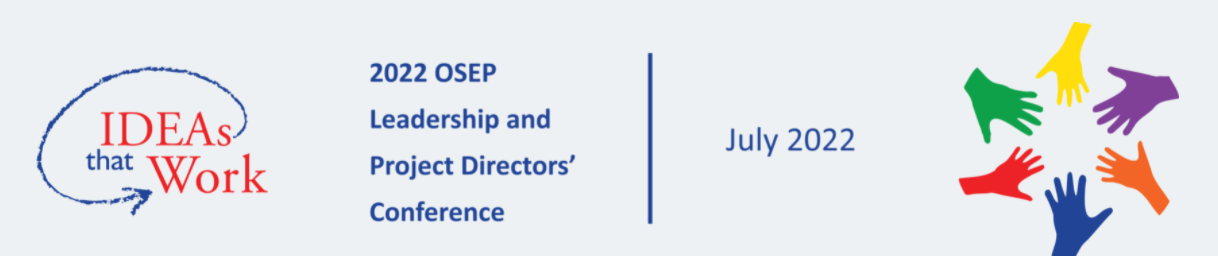 IDEAs
that Work
2022 OSEP
Leadership and
Project Directors’
Conference
July 2022